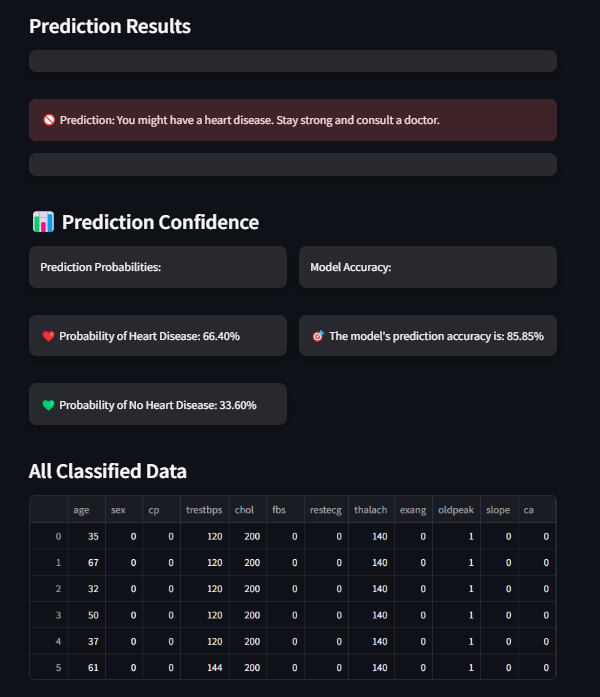 Prediction Results
Prediction: You might have a heart disease. Stay strong and consult a doctor.
Prediction Confidence
Prediction Probabilities:
Model Accuracy:
Probability of Heart Disease: 66.40%
The model's prediction accuracy is: 85.85%
Probability of No Heart Disease: 33.60%
All Classified Data
age sex cp trestbps chol fbs restecg thalach exang oldpeak slope ca
0 35 0 0 120 200 0 0 140 0 1 0 0
1 67 0 0 120 200 0 0 140 0 1 0 0
2 32 0 0 120 200 0 0 140 0 1 0 0
3 50 0 0 120 200 0 0 140 0 1 0 0
4 37 0 0 120 200 0 0 140 0 1 0 0
5 61 0 0 144 200 0 0 140 0 1 0 0